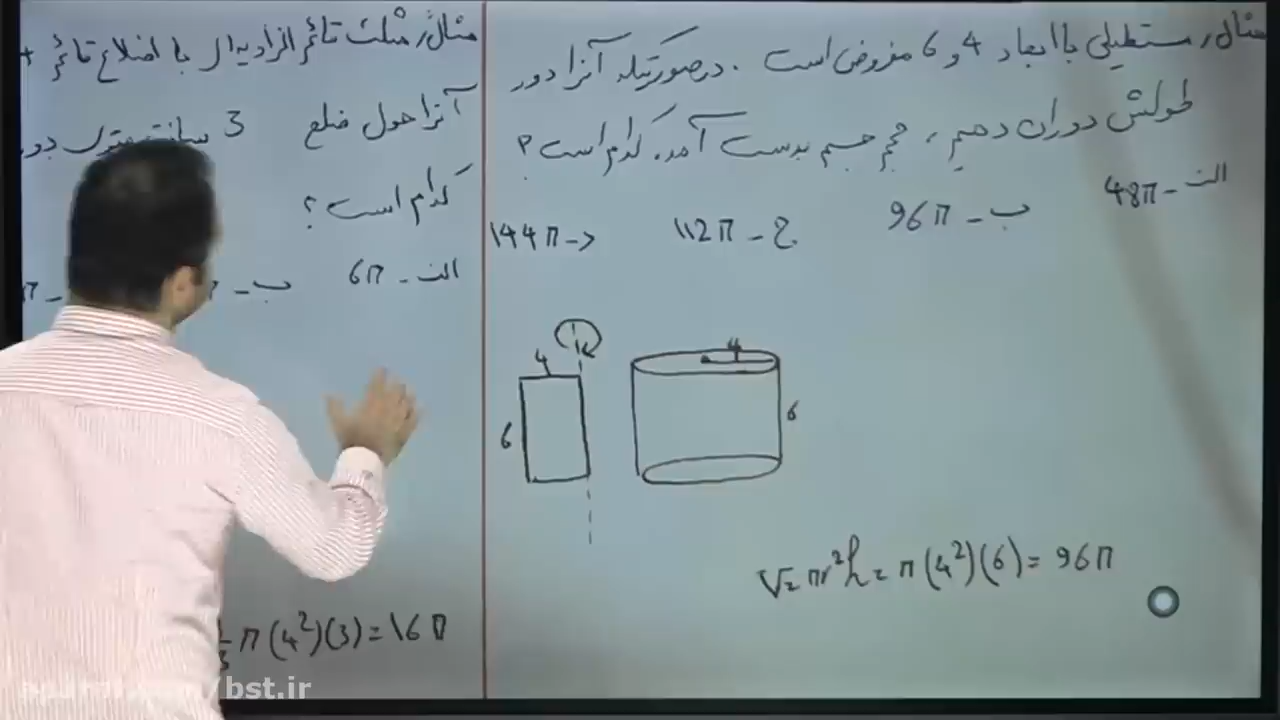 مثال: مستطیلی با ابعاد 4 و 6 مفروض است. در صورتیکه آنرا دور
طولش دوران دهیم، حجم جسم بدست آمده کدام است؟
الف - 48π
ب - 96π
ج - 112π
د - 144π
4
6
4
6
V = πr²h = π(4²)(6) = 96π
مثال: مثلث قائم الزاویه‌ای با اضلاع قائم
آنرا حول ضلع 3 سانتیمتری
کدام است؟
الف - 6π
ب -
π(4²)(3) = 16π
/bst.ir